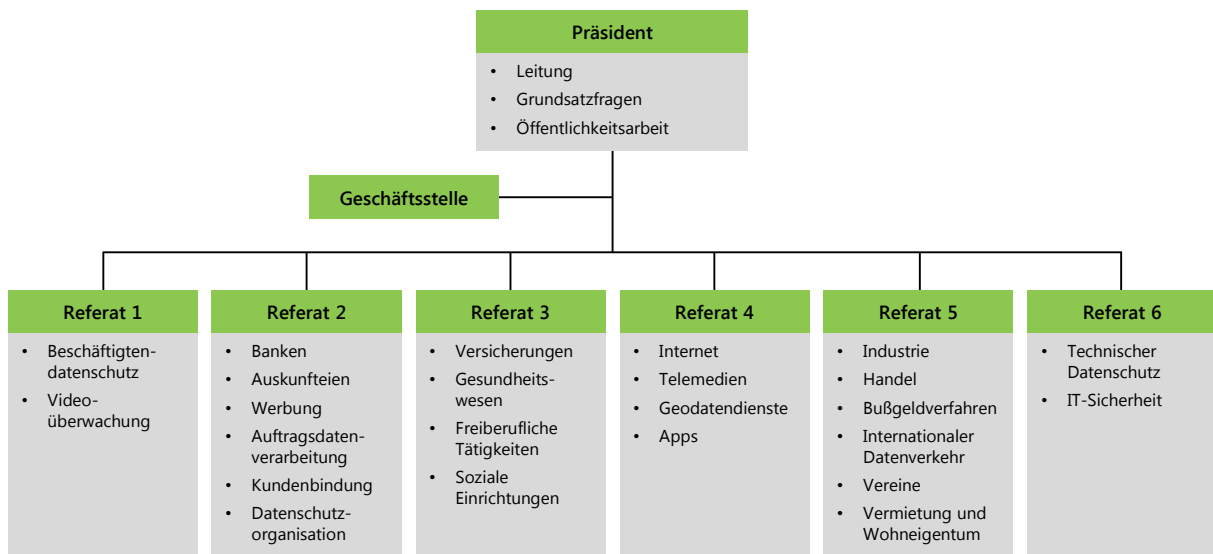 Präsident
• Leitung
• Grundsatzfragen
• Öffentlichkeitsarbeit
Geschäftsstelle
Referat 1
• Beschäftigten-
datenschutz
• Video-
überwachung
Referat 2
• Banken
• Auskunfteien
• Werbung
• Auftragsdaten-
verarbeitung
• Kundenbindung
• Datenschutz-
organisation
Referat 3
• Versicherungen
• Gesundheits-
wesen
• Freiberufliche
Tätigkeiten
• Soziale
Einrichtungen
Referat 4
• Internet
• Telemedien
• Geodatendienste
• Apps
Referat 5
• Industrie
• Handel
• Bußgeldverfahren
• Internationaler
Datenverkehr
• Vereine
• Vermietung und
Wohneigentum
Referat 6
• Technischer
Datenschutz
• IT-Sicherheit